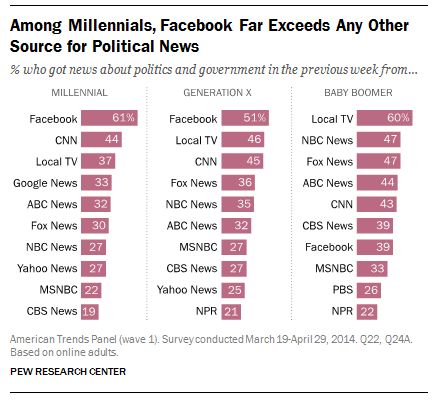 Among Millennials, Facebook Far Exceeds Any Other
Source for Political News
% who got news about politics and government in the previous week from...
MILLENNIAL GENERATION X BABY BOOMER
Facebook 61% Facebook 51% Local TV 60%
CNN 44 Local TV 46 NBC News 47
Local TV 37 CNN 45 Fox News 47
Google News 33 Fox News 36 ABC News 44
ABC News 32 NBC News 35 CNN 43
Fox News 30 ABC News 32 CBS News 39
NBC News 27 MSNBC 27 Facebook 39
Yahoo News 27 CBS News 27 MSNBC 33
MSNBC 22 Yahoo News 25 PBS 26
CBS News 19 NPR 21 NPR 22
American Trends Panel (wave 1). Survey conducted March 19-April 29, 2014. Q22, Q24A.
Based on online adults.
PEW RESEARCH CENTER